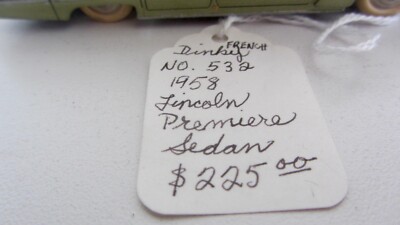 Dinky FRENCH
NO. 532
1958
Lincoln
Premiere
Sedan
$225.00